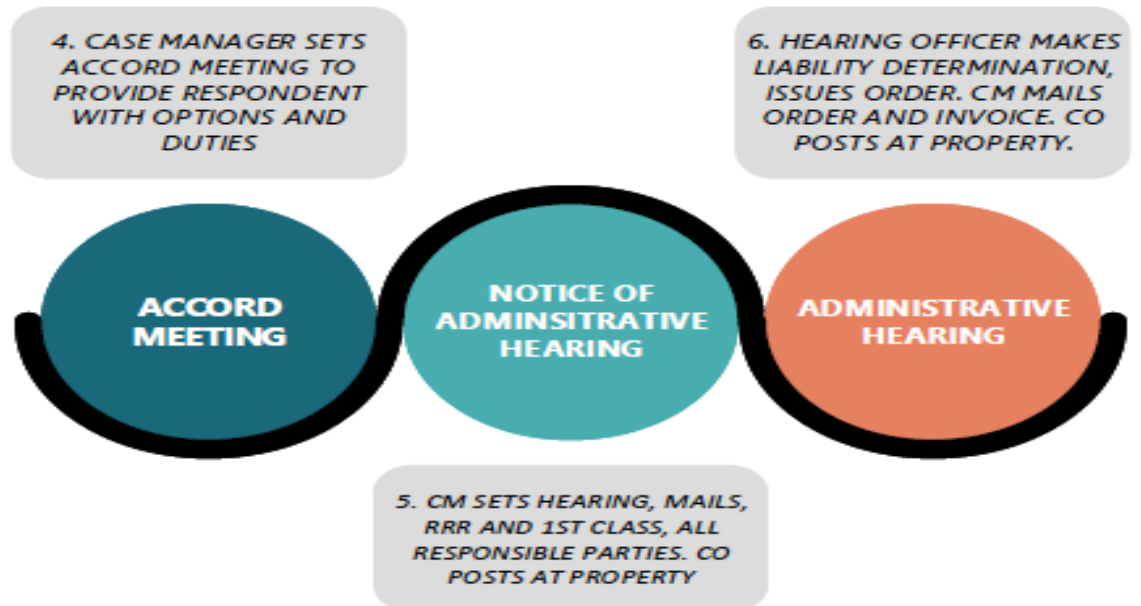 4. CASE MANAGER SETS
ACCORD MEETING TO
PROVIDE RESPONDENT
WITH OPTIONS AND
DUTIES
6. HEARING OFFICER MAKES
LIABILITY DETERMINATION,
ISSUES ORDER. CM MAILS
ORDER AND INVOICE. CO
POSTS AT PROPERTY.
ACCORD
MEETING
NOTICE OF
ADMINSITRATIVE
HEARING
ADMINISTRATIVE
HEARING
5. CM SETS HEARING, MAILS,
RRR AND 1ST CLASS, ALL
RESPONSIBLE PARTIES. CO
POSTS AT PROPERTY